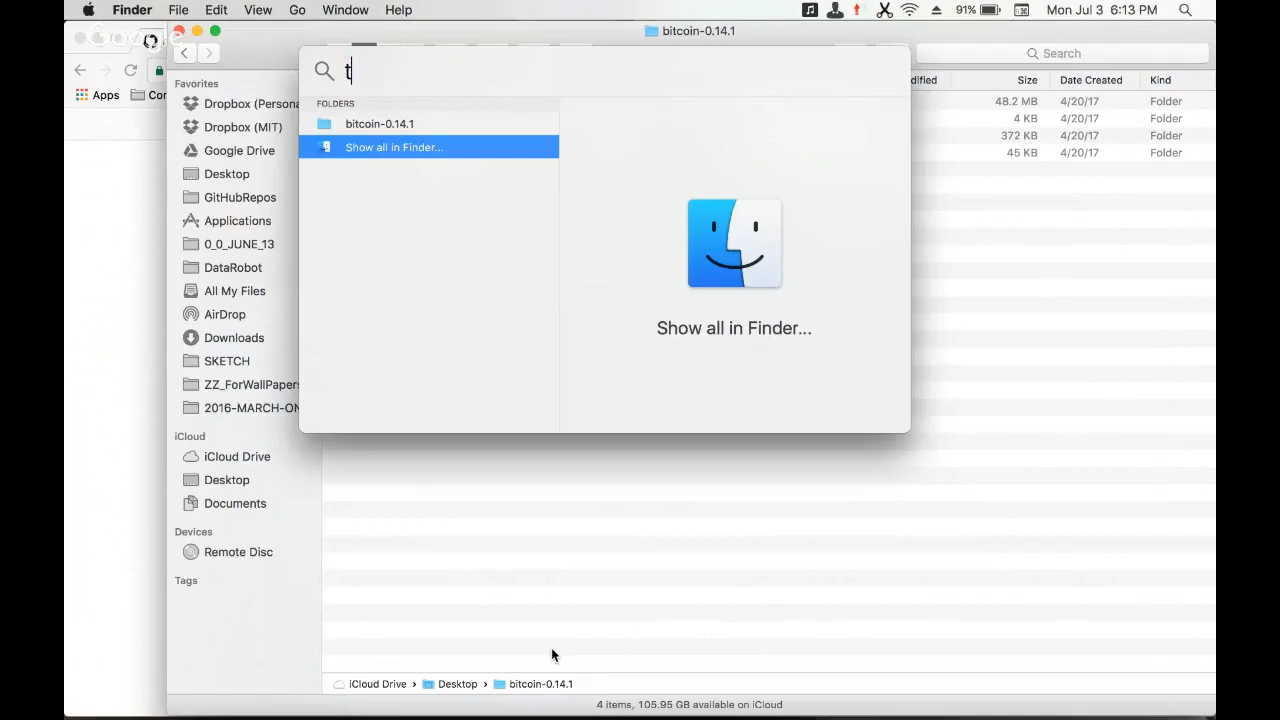 Finder File Edit View Go Window Help 91% Mon Jul 3 6:13 PM
bitcoin-0.14.1
Google
t
Search
FOLDERS
bitcoin-0.14.1
Show all in Finder...
Show all in Finder...
dified Size Date Created Kind
48.2 MB 4/20/17 Folder
4 KB 4/20/17 Folder
372 KB 4/20/17 Folder
45 KB 4/20/17 Folder
Apps Cor
Favorites
Dropbox (Persona
Dropbox (MIT)
Google Drive
Desktop
GitHubRepos
Applications
0_0_JUNE_13
DataRobot
All My Files
AirDrop
Downloads
SKETCH
ZZ_ForWallPapers
2016-MARCH-ON
iCloud
iCloud Drive
Desktop
Documents
Devices
Remote Disc
Tags
iCloud Drive › Desktop › bitcoin-0.14.1
4 items, 105.95 GB available on iCloud